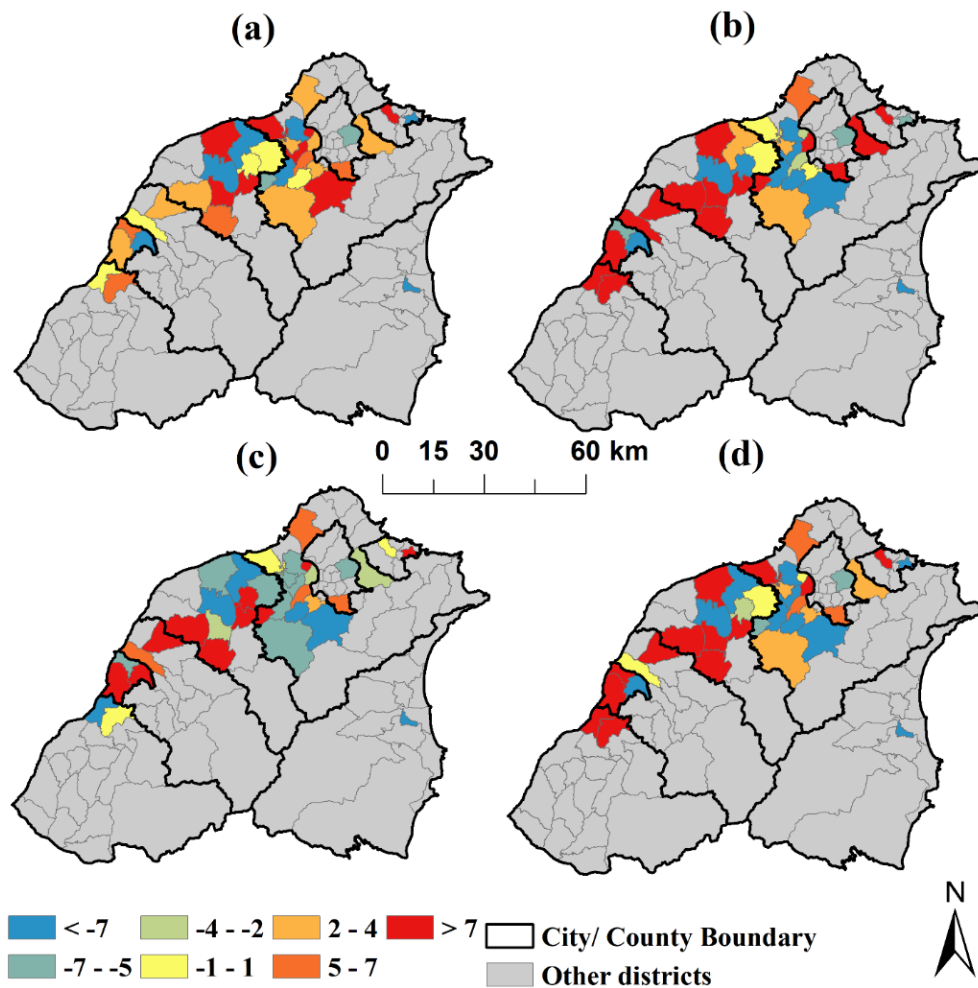 (a) (b)
(c) 0 15 30 60 km (d)
N
< -7 -4 - -2 2 - 4 > 7 City/ County Boundary
-7 - -5 -1 - 1 5 - 7 Other districts